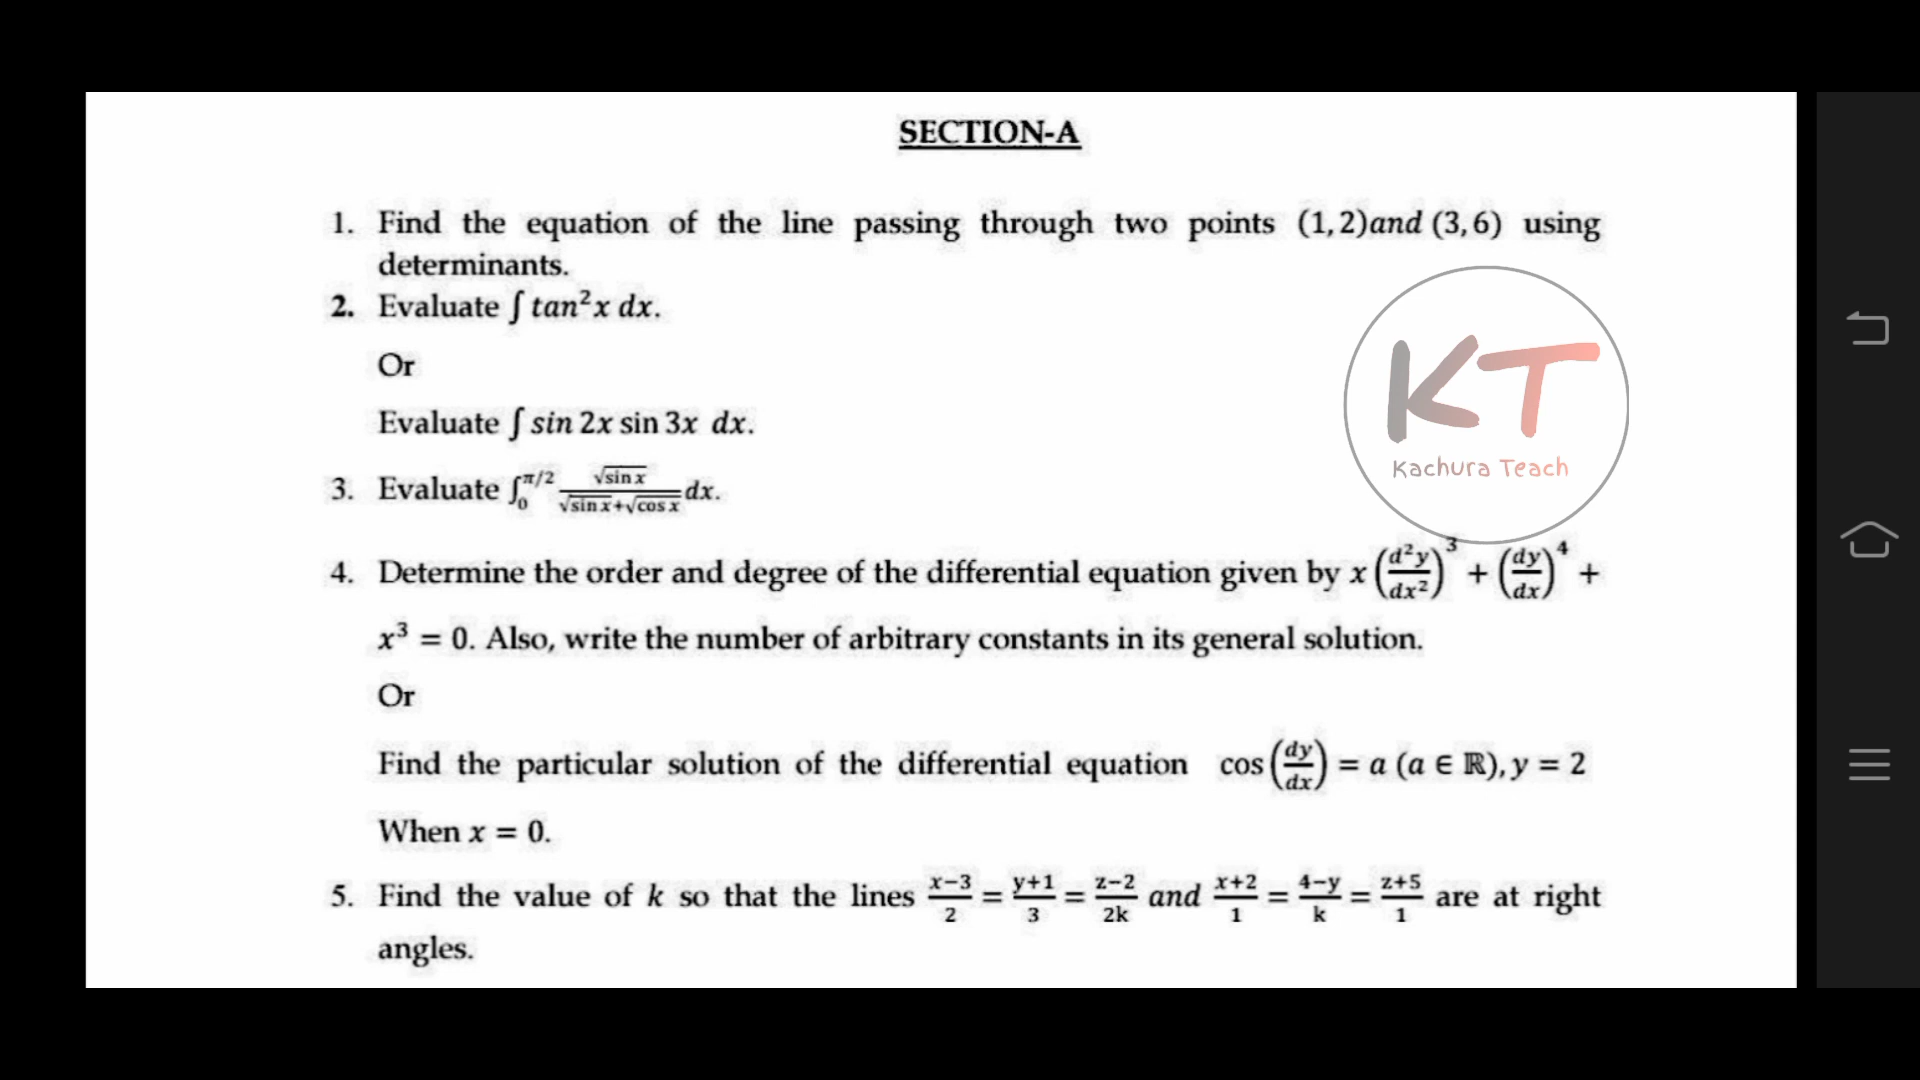 SECTION-A
1. Find the equation of the line passing through two points (1,2)and (3,6) using
determinants.
2. Evaluate ∫ tan²x dx.
Or
Evaluate ∫ sin 2x sin 3x dx.
3. Evaluate ∫₀^{π/2} √sin x/(√sin x+√cos x) dx.
4. Determine the order and degree of the differential equation given by x(d²y/dx²)³ + (dy/dx)⁴ +
x³ = 0. Also, write the number of arbitrary constants in its general solution.
Or
Find the particular solution of the differential equation cos(dy/dx) = a (a ∈ ℝ), y = 2
When x = 0.
5. Find the value of k so that the lines (x−3)/2 = (y+1)/3 = (z−2)/2k and (x+2)/1 = (4−y)/k = (z+5)/1 are at right
angles.
KT
Kachura Teach